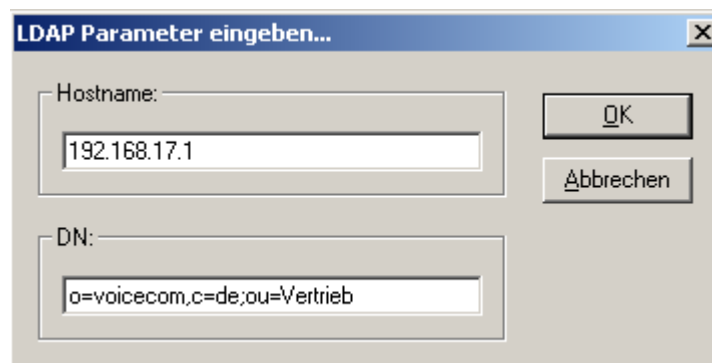 LDAP Parameter eingeben...
Hostname:
192.168.17.1
OK
Abbrechen
DN:
o=voicecom,c=de;ou=Vertrieb